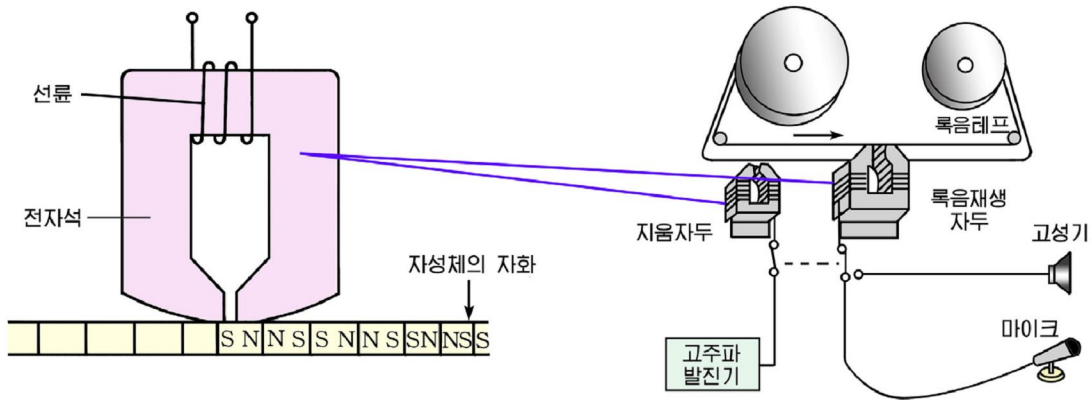 선륜
전자석
자성체의 자화
S N N S S N N S SN NS S
록음테프
록음재생
자두
지움자두
고성기
마이크
고주파
발진기